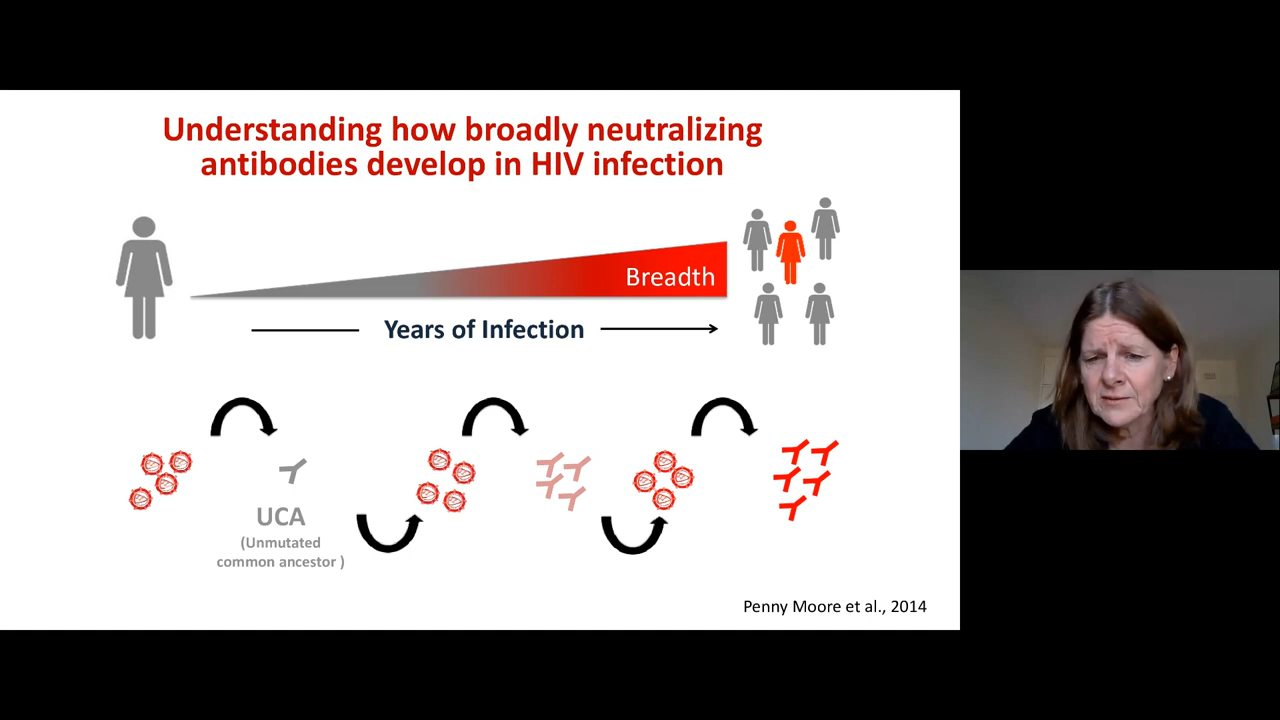 Understanding how broadly neutralizing
antibodies develop in HIV infection
Breadth
Years of Infection
UCA
(Unmutated
common ancestor )
Penny Moore et al., 2014